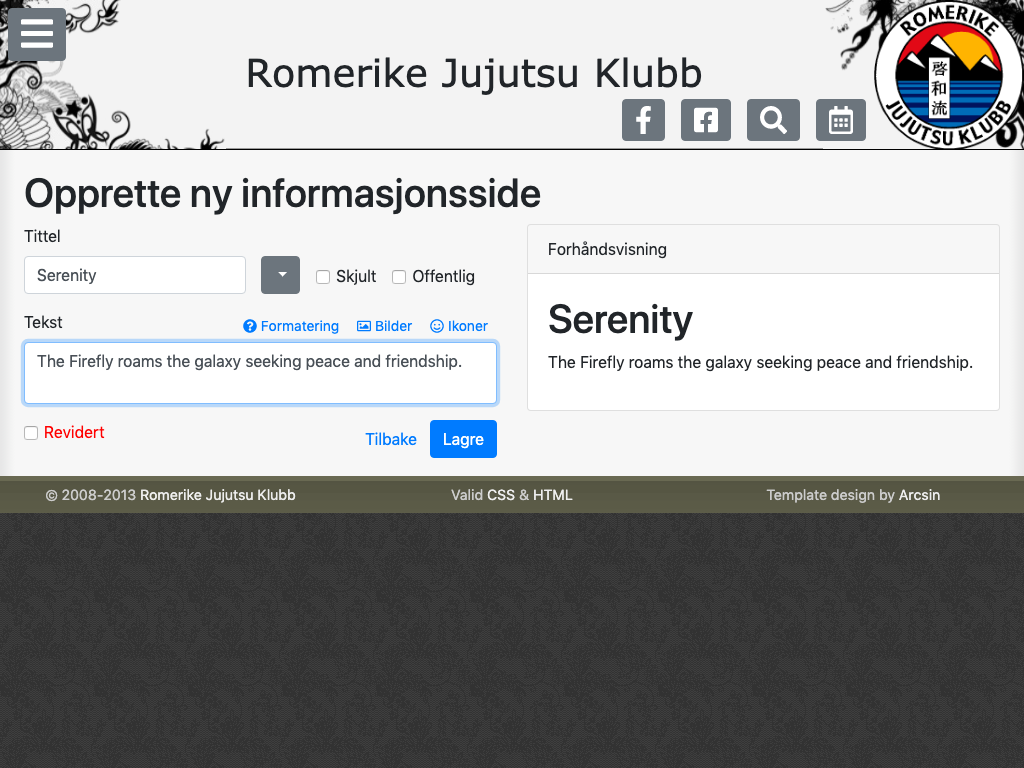 Romerike Jujutsu Klubb
ROMERIKE
啓和流
JUJUTSU KLUBB
Opprette ny informasjonsside
Tittel
Serenity
Skjult
Offentlig
Tekst
Formatering
Bilder
Ikoner
The Firefly roams the galaxy seeking peace and friendship.
Revidert
Tilbake
Lagre
Forhåndsvisning
Serenity
The Firefly roams the galaxy seeking peace and friendship.
© 2008-2013 Romerike Jujutsu Klubb
Valid CSS & HTML
Template design by Arcsin